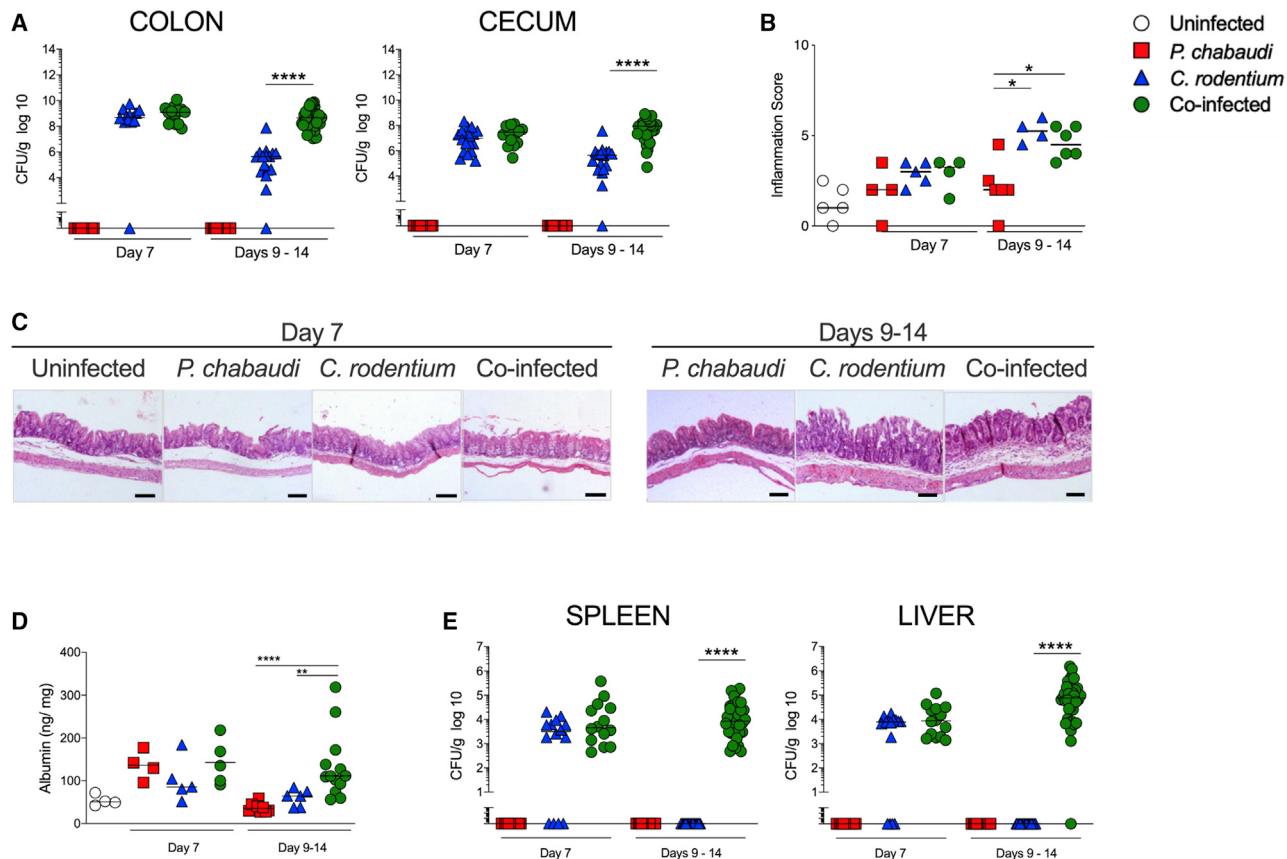 A
COLON
CECUM
CFU/g log 10
14
12
10
8
6
4
****
Day 7
Days 9 - 14
CFU/g log 10
14
12
10
8
6
4
****
Day 7
Days 9 - 14
B
Inflammation Score
10
5
0
*
*
Day 7
Days 9 - 14
Uninfected
P. chabaudi
C. rodentium
Co-infected
C
Day 7
Days 9-14
Uninfected
P. chabaudi
C. rodentium
Co-infected
P. chabaudi
C. rodentium
Co-infected
D
Albumin (ng/ mg)
400
300
200
100
0
****
**
Day 7
Day 9-14
E
SPLEEN
LIVER
CFU/g log 10
7
6
5
4
3
2
1
****
Day 7
Days 9 - 14
CFU/g log 10
7
6
5
4
3
2
1
****
Day 7
Days 9 - 14